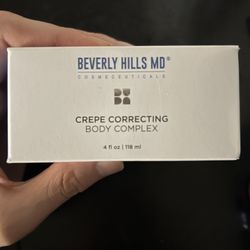 BEVERLY HILLS MD®
COSMECEUTICALS
CREPE CORRECTING
BODY COMPLEX
4 fl oz | 118 ml